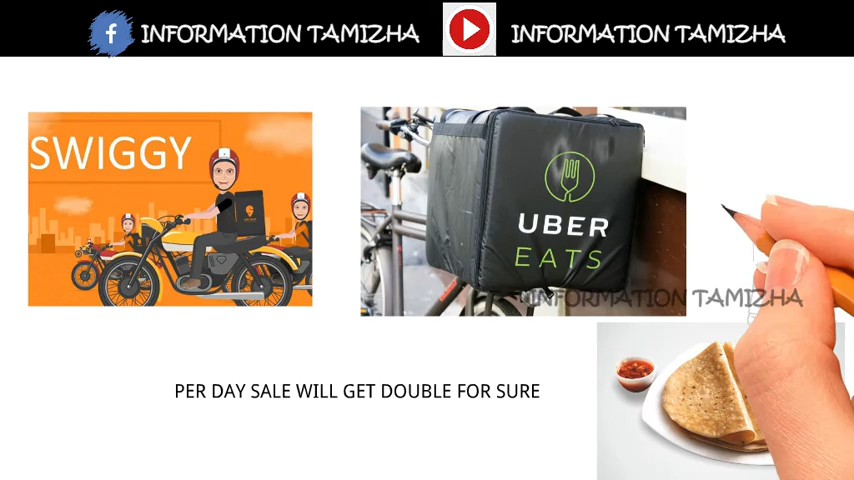 INFORMATION TAMIZHA
INFORMATION TAMIZHA
SWIGGY
UBER
EATS
INFORMATION TAMIZHA
PER DAY SALE WILL GET DOUBLE FOR SURE